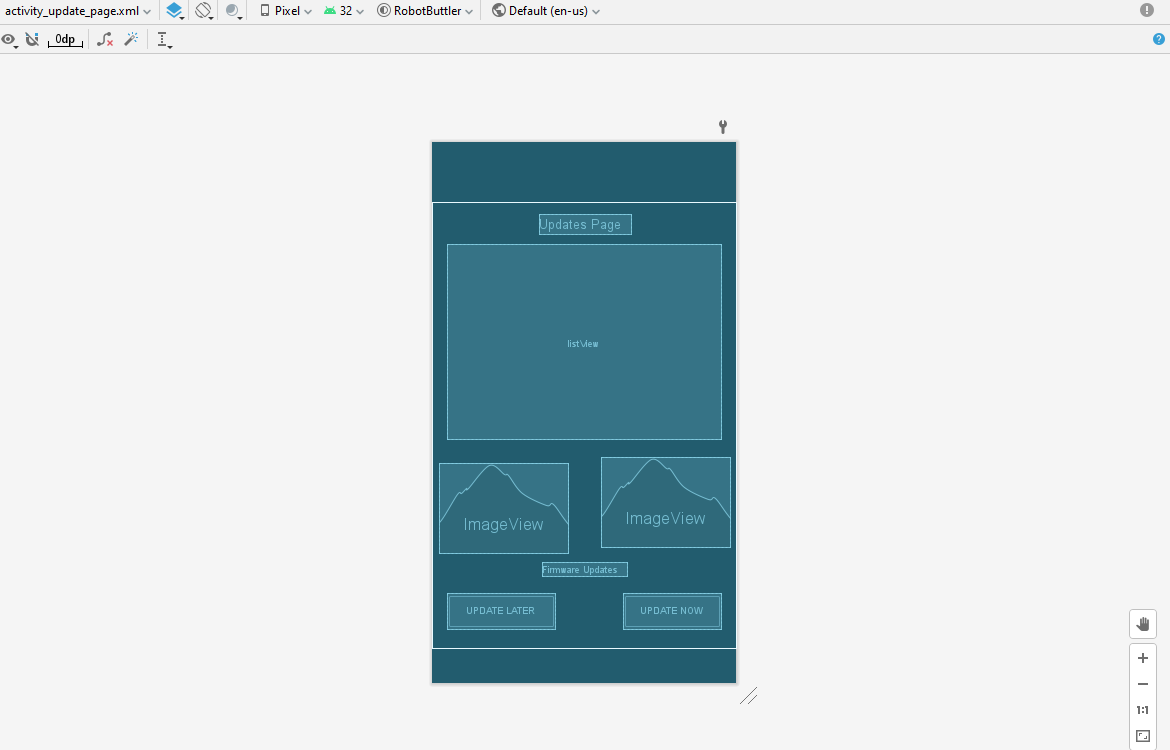 activity_update_page.xml Pixel 32 RobotButtler Default (en-us)
0dp
Updates Page
listView
ImageView ImageView
Firmware Updates
UPDATE LATER UPDATE NOW
1:1